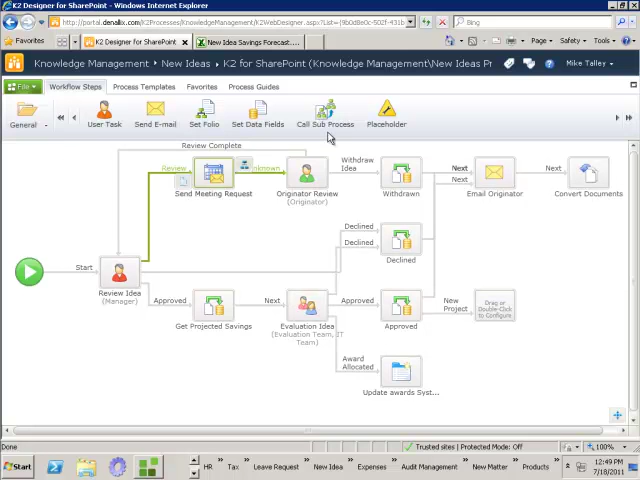 K2 Designer for SharePoint - Windows Internet Explorer
http://portal.denallix.com/K2Processes/KnowledgeManagement/K2WebDesigner.aspx?Lis={9b0d8e0c-502f-431b
Bing
Favorites
K2 Designer for SharePoint
New Idea Savings Forecast....
Page
Safety
Tools
Knowledge Management
New Ideas
K2 for SharePoint (Knowledge Management\New Ideas Pr
Mike Talley
File
Workflow Steps
Process Templates
Favorites
Process Guides
General
User Task
Send E-mail
Set Folio
Set Data Fields
Call Sub Process
Placeholder
Review Complete
Review
Unknown
Withdraw
Idea
Next
Next
Next
Send Meeting Request
Originator Review
(Originator)
Withdrawn
Email Originator
Convert Documents
Declined
Declined
Declined
Start
Review Idea
(Manager)
Approved
Next
Approved
New
Project
Drag or
Double-Click
to Configure
Get Projected Savings
Evaluation Idea
(Evaluation Team, IT
Team)
Approved
Award
Allocated
Update awards Syst...
Done
Trusted sites | Protected Mode: Off
100%
Start
HR
Tax
Leave Request
New Idea
Expenses
Audit Management
New Matter
Products
12:49 PM
7/18/2011